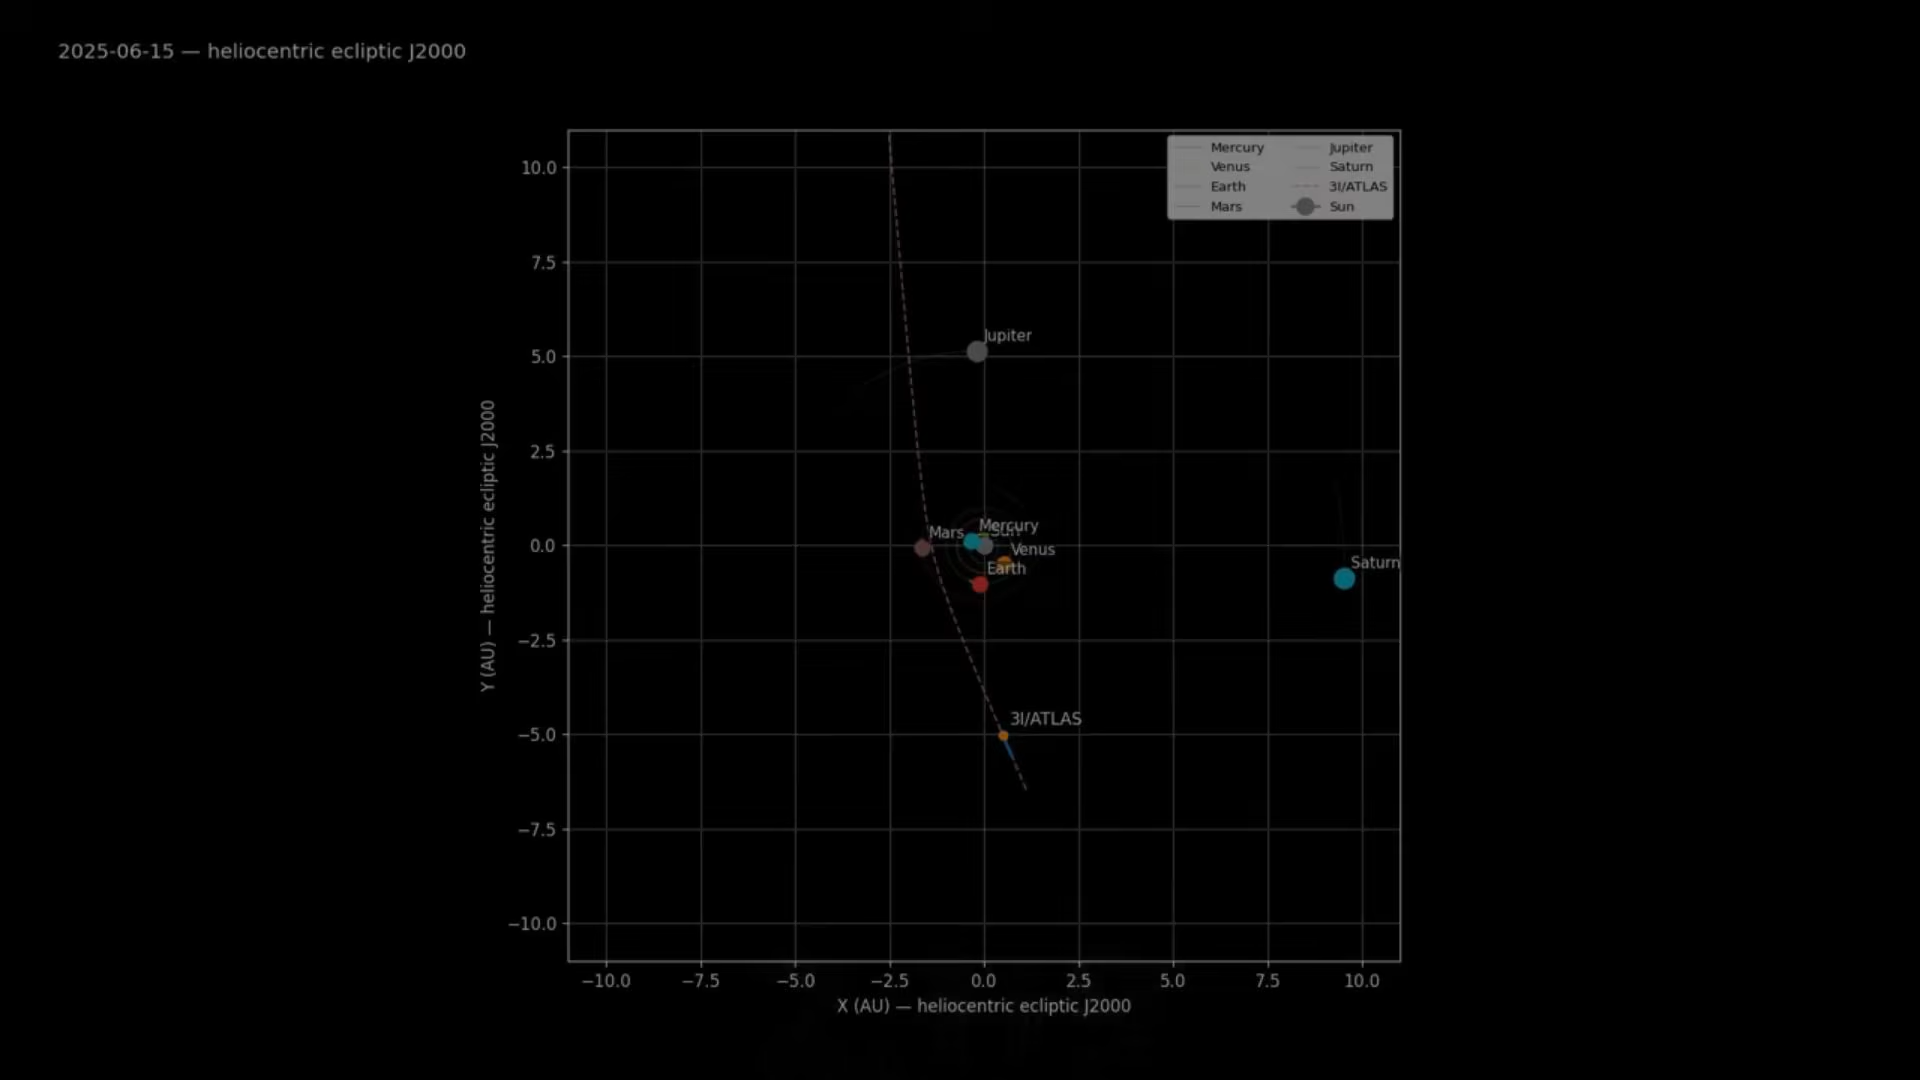 2025-06-15 — heliocentric ecliptic J2000
Mercury
Venus
Earth
Mars
Jupiter
Saturn
3I/ATLAS
Sun
10.0
7.5
5.0
2.5
0.0
−2.5
−5.0
−7.5
−10.0
Y (AU) — heliocentric ecliptic J2000
Jupiter
Mars
Mercury
Sun
Venus
Earth
Saturn
3I/ATLAS
−10.0
−7.5
−5.0
−2.5
0.0
2.5
5.0
7.5
10.0
X (AU) — heliocentric ecliptic J2000